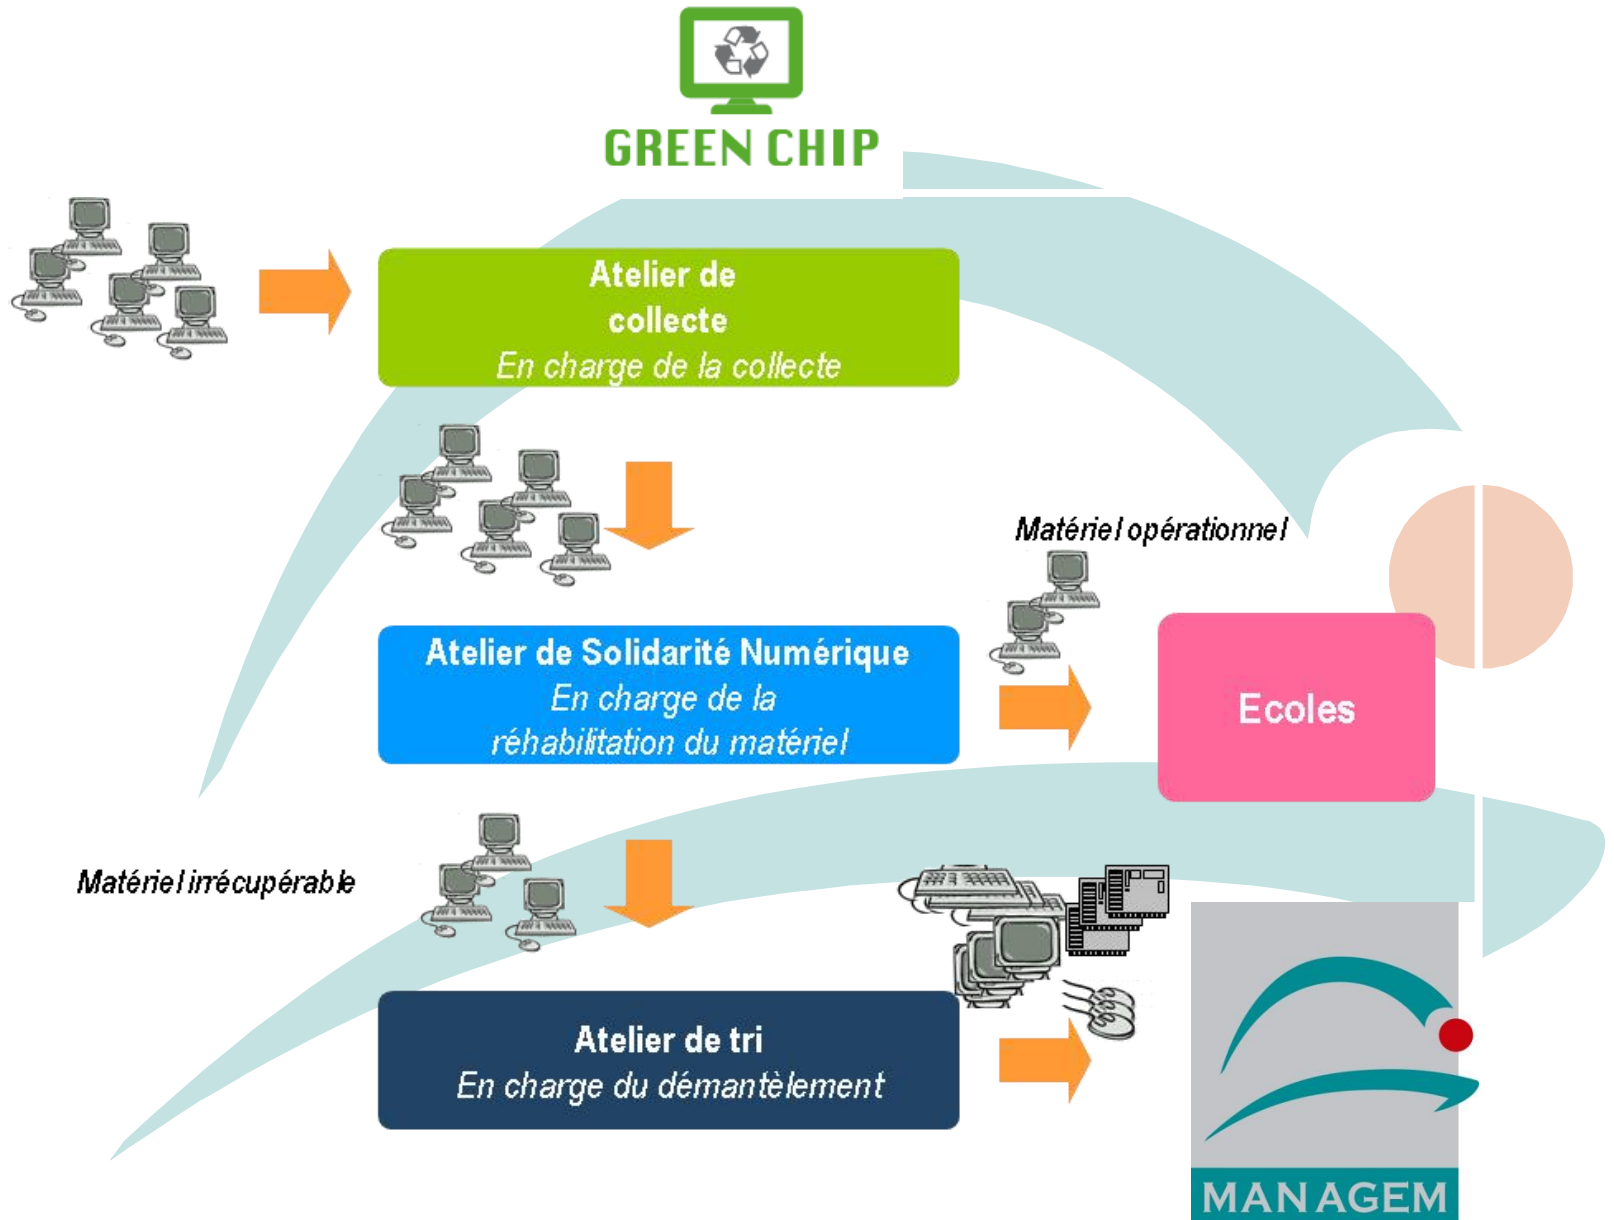 GREEN CHIP
Atelier de
collecte
En charge de la collecte
Matériel opérationnel
Atelier de Solidarité Numérique
En charge de la
réhabilitation du matériel
Ecoles
Matériel irrécupérable
Atelier de tri
En charge du démantèlement
MANAGEM